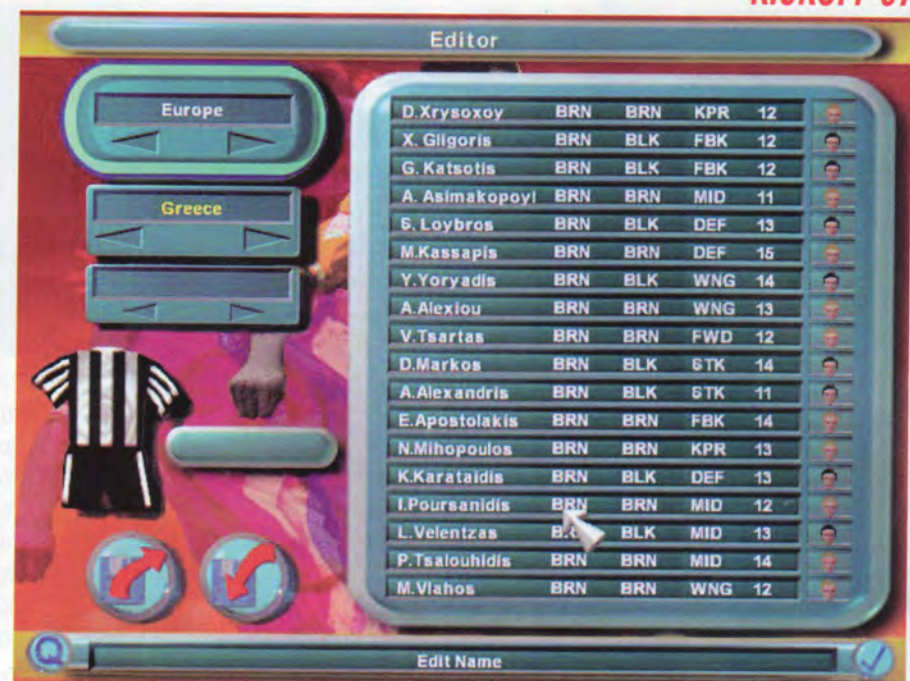 KICKOFF 97
Editor
Europe
Greece
D.Xrysoxoy BRN BRN KPR 12
X. Gligoris BRN BLK FBK 12
G. Katsotis BRN BLK FBK 12
A. Asimakopoyl BRN BRN MID 11
S. Loybros BRN BLK DEF 13
M.Kassapis BRN BRN DEF 15
Y.Yoryadis BRN BLK WNG 14
A.Alexiou BRN BRN WNG 13
V.Tsartas BRN BRN FWD 12
D.Markos BRN BLK STK 14
A.Alexandris BRN BLK STK 11
E.Apostolakis BRN BRN FBK 14
N.Mihopoulos BRN BRN KPR 13
K.Karataidis BRN BLK DEF 13
I.Poursanidis BRN BRN MID 12
L.Velentzas BLK MID 13
P.Tsalouhidis BRN BRN MID 14
M.Vlahos BRN BRN WNG 12
Q
Edit Name